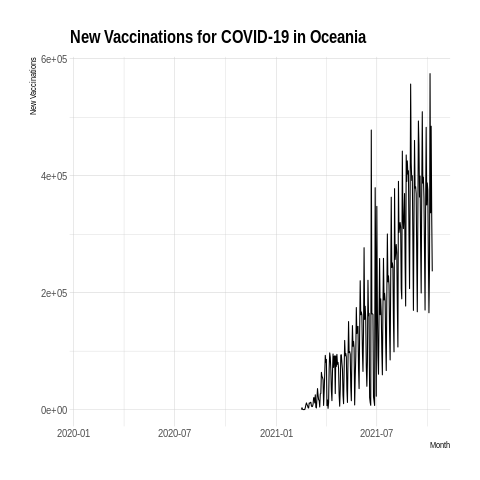 New Vaccinations for COVID-19 in Oceania
New Vaccinations
6e+05
4e+05
2e+05
0e+00
2020-01
2020-07
2021-01
2021-07
Month